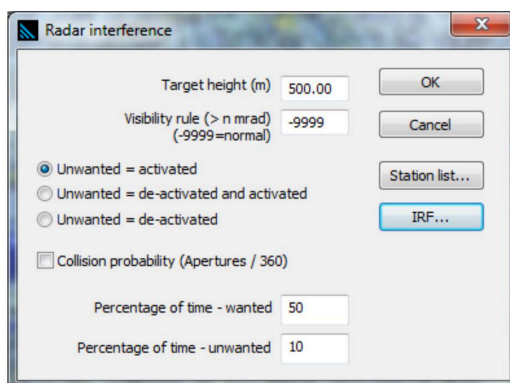 Radar interference
Target height (m) 500.00 OK
Visibility rule (> n mrad) -9999 Cancel
(-9999=normal)
Unwanted = activated Station list...
Unwanted = de-activated and activated
Unwanted = de-activated IRF...
Collision probability (Apertures / 360)
Percentage of time - wanted 50
Percentage of time - unwanted 10